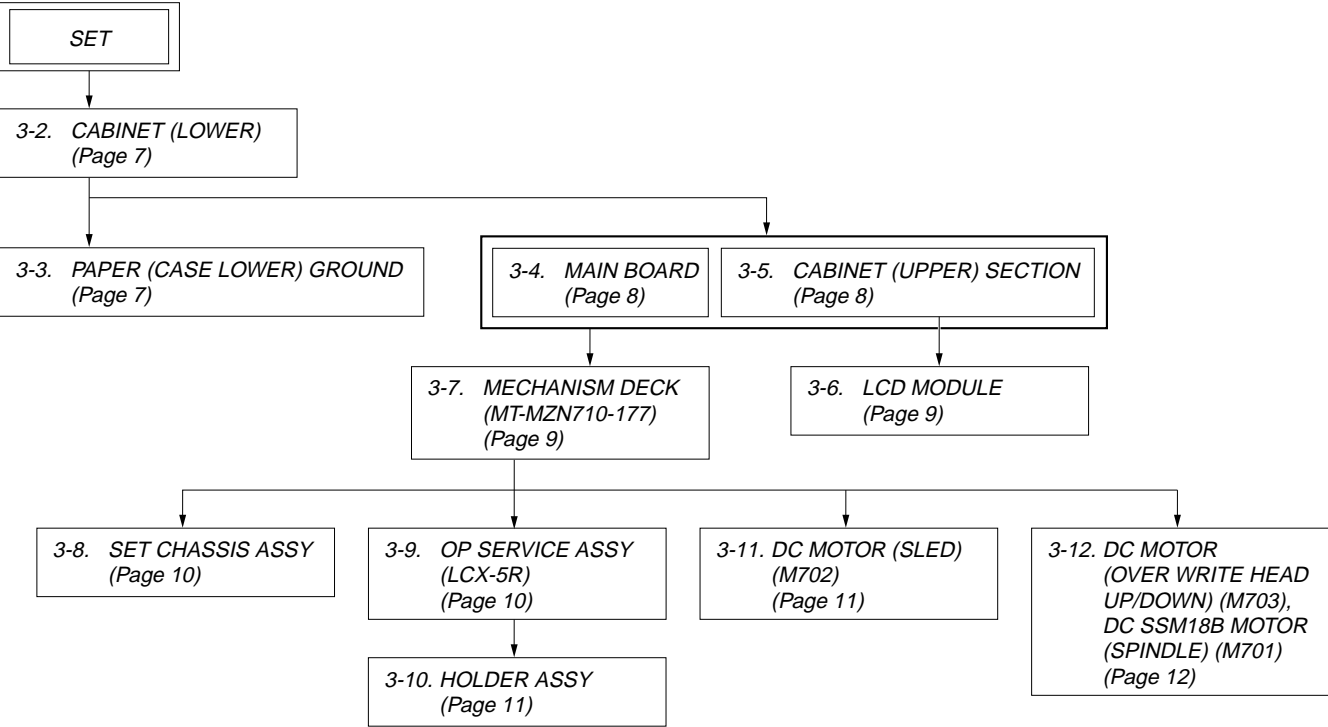 SET
3-2. CABINET (LOWER)
(Page 7)
3-3. PAPER (CASE LOWER) GROUND
(Page 7)
3-4. MAIN BOARD
(Page 8)
3-5. CABINET (UPPER) SECTION
(Page 8)
3-7. MECHANISM DECK
(MT-MZN710-177)
(Page 9)
3-6. LCD MODULE
(Page 9)
3-8. SET CHASSIS ASSY
(Page 10)
3-9. OP SERVICE ASSY
(LCX-5R)
(Page 10)
3-11. DC MOTOR (SLED)
(M702)
(Page 11)
3-12. DC MOTOR
(OVER WRITE HEAD
UP/DOWN) (M703),
DC SSM18B MOTOR
(SPINDLE) (M701)
(Page 12)
3-10. HOLDER ASSY
(Page 11)